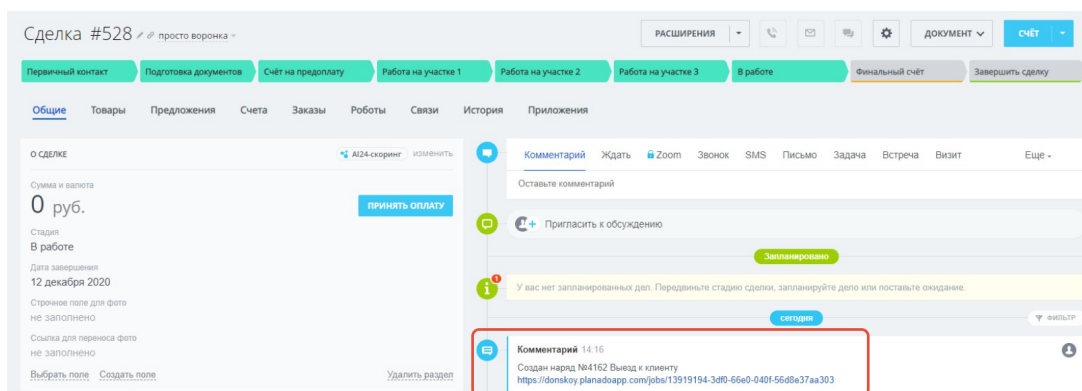 Сделка #528 просто воронка
РАСШИРЕНИЯ
ДОКУМЕНТ
СЧЁТ
Первичный контакт
Подготовка документов
Счёт на предоплату
Работа на участке 1
Работа на участке 2
Работа на участке 3
В работе
Финальный счёт
Завершить сделку
Общие
Товары
Предложения
Счета
Заказы
Роботы
Связи
История
Приложения
О СДЕЛКЕ
AI24-скоринг
изменить
Сумма и валюта
0 руб.
ПРИНЯТЬ ОПЛАТУ
Стадия
В работе
Дата завершения
12 декабря 2020
Строчное поле для фото
не заполнено
Ссылка для переноса фото
не заполнено
Выбрать поле
Создать поле
Удалить раздел
Комментарий
Ждать
Zoom
Звонок
SMS
Письмо
Задача
Встреча
Визит
Еще
Оставьте комментарий
Пригласить к обсуждению
Запланировано
1
У вас нет запланированных дел. Передвиньте стадию сделки, запланируйте дело или поставьте ожидание.
сегодня
ФИЛЬТР
Комментарий 14:16
Создан наряд №4162 Выезд к клиенту
https://donskoy.planadoapp.com/jobs/13919194-3df0-66e0-040f-56d8e37aa303